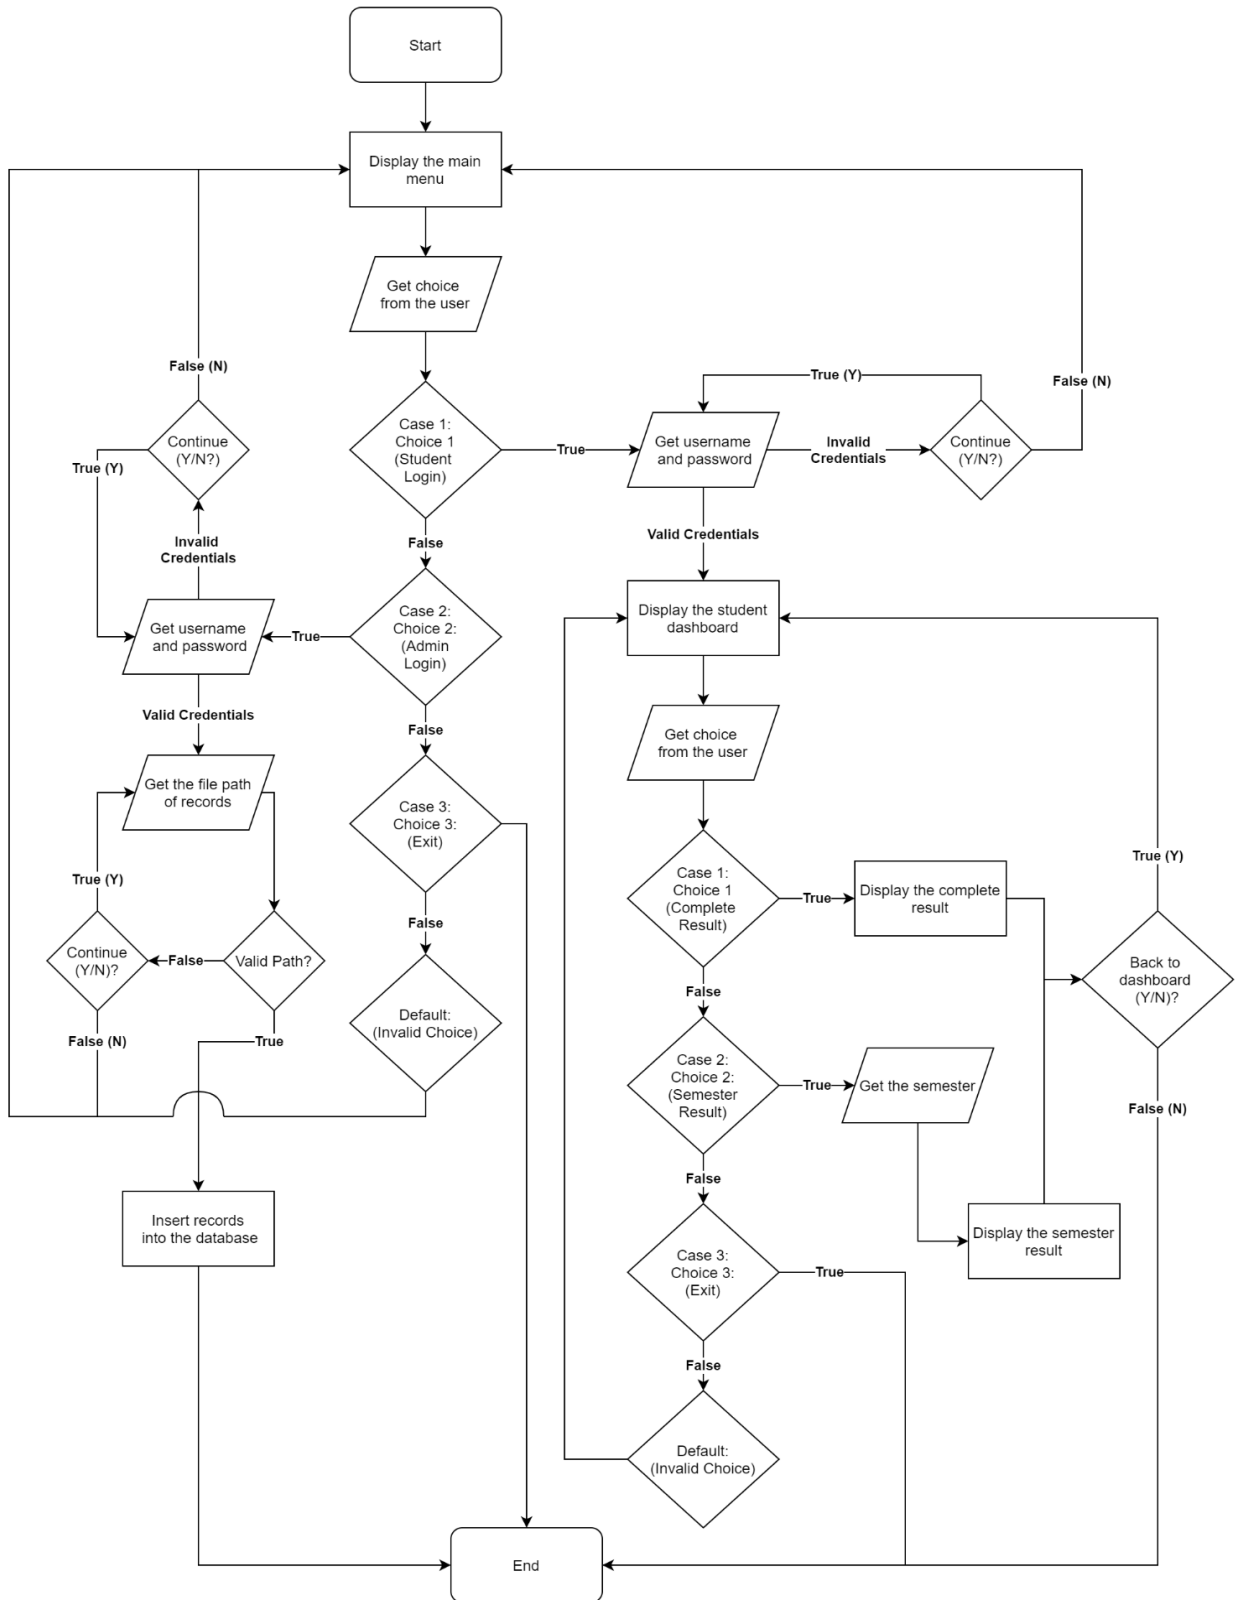 Start
Display the main
menu
Get choice
from the user
False (N)
True (Y)
False (N)
Continue
(Y/N?)
Case 1:
Choice 1
(Student
Login)
True
Get username
and password
Invalid
Credentials
Continue
(Y/N?)
True (Y)
Invalid
Credentials
False
Valid Credentials
Get username
and password
True
Case 2:
Choice 2:
(Admin
Login)
Display the student
dashboard
Valid Credentials
False
Get choice
from the user
Get the file path
of records
Case 3:
Choice 3:
(Exit)
True (Y)
True (Y)
Case 1:
Choice 1
(Complete
Result)
True
Display the complete
result
False
Continue
(Y/N)?
False
Valid Path?
Back to
dashboard
(Y/N)?
False
Default:
(Invalid Choice)
False (N)
True
Case 2:
Choice 2:
(Semester
Result)
True
Get the semester
False (N)
False
Insert records
into the database
Display the semester
result
Case 3:
Choice 3:
(Exit)
True
False
Default:
(Invalid Choice)
End